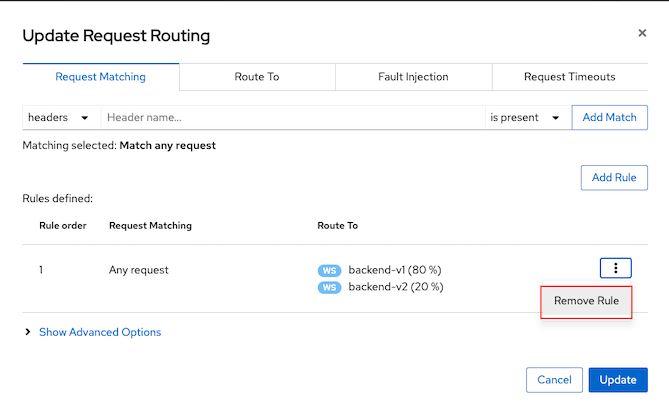 Update Request Routing
Request Matching Route To Fault Injection Request Timeouts
headers Header name... is present Add Match
Matching selected: Match any request
Add Rule
Rules defined:
Rule order Request Matching Route To
1 Any request WS backend-v1 (80 %)
WS backend-v2 (20 %)
Remove Rule
Show Advanced Options
Cancel Update